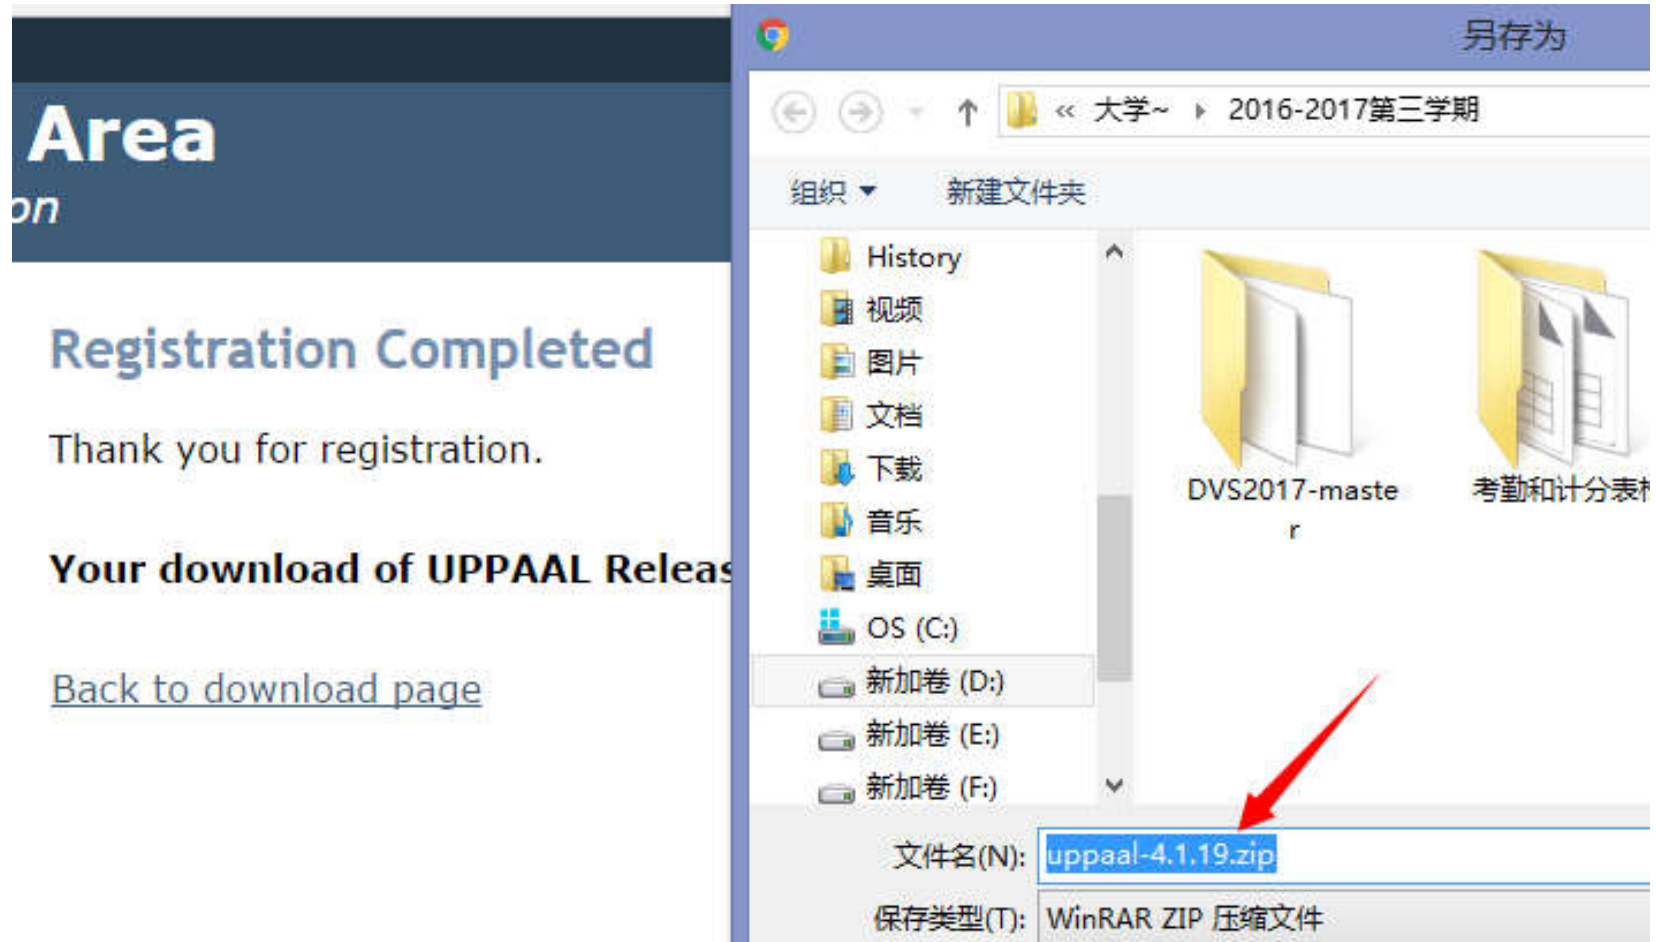 Area
on
Registration Completed
Thank you for registration.
Your download of UPPAAL Releas
Back to download page
另存为
« 大学~ 2016-2017第三学期
组织 新建文件夹
History
视频
图片
文档
下载
音乐
桌面
OS (C:)
新加卷 (D:)
新加卷 (E:)
新加卷 (F:)
DVS2017-maste
r
考勤和计分表格
文件名(N): uppaal-4.1.19.zip
保存类型(T): WinRAR ZIP 压缩文件